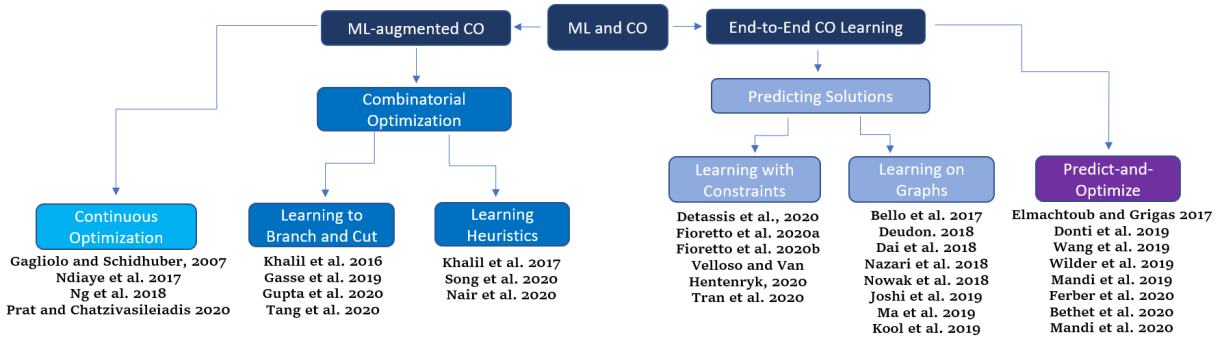 ML-augmented CO
ML and CO
End-to-End CO Learning
Combinatorial
Optimization
Predicting Solutions
Continuous
Optimization
Gagliolo and Schidhuber, 2007
Ndiaye et al. 2017
Ng et al. 2018
Prat and Chatzivasileiadis 2020
Learning to
Branch and Cut
Khalil et al. 2016
Gasse et al. 2019
Gupta et al. 2020
Tang et al. 2020
Learning
Heuristics
Khalil et al. 2017
Song et al. 2020
Nair et al. 2020
Learning with
Constraints
Detassis et al., 2020
Fioretto et al. 2020a
Fioretto et al. 2020b
Velloso and Van
Hentenryk, 2020
Tran et al. 2020
Learning on
Graphs
Bello et al. 2017
Deudon. 2018
Dai et al. 2018
Nazari et al. 2018
Nowak et al. 2018
Joshi et al. 2019
Ma et al. 2019
Kool et al. 2019
Predict-and-
Optimize
Elmachtoub and Grigas 2017
Donti et al. 2019
Wang et al. 2019
Wilder et al. 2019
Mandi et al. 2019
Ferber et al. 2020
Bethet et al. 2020
Mandi et al. 2020